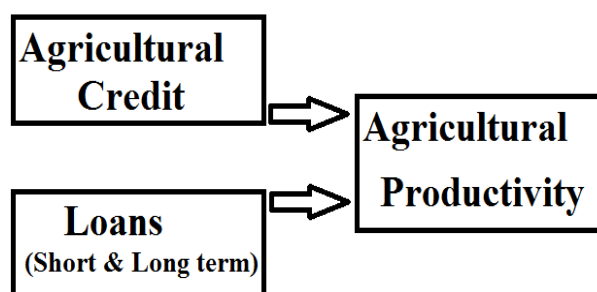 Agricultural
Credit
Agricultural
Productivity
Loans
(Short & Long term)